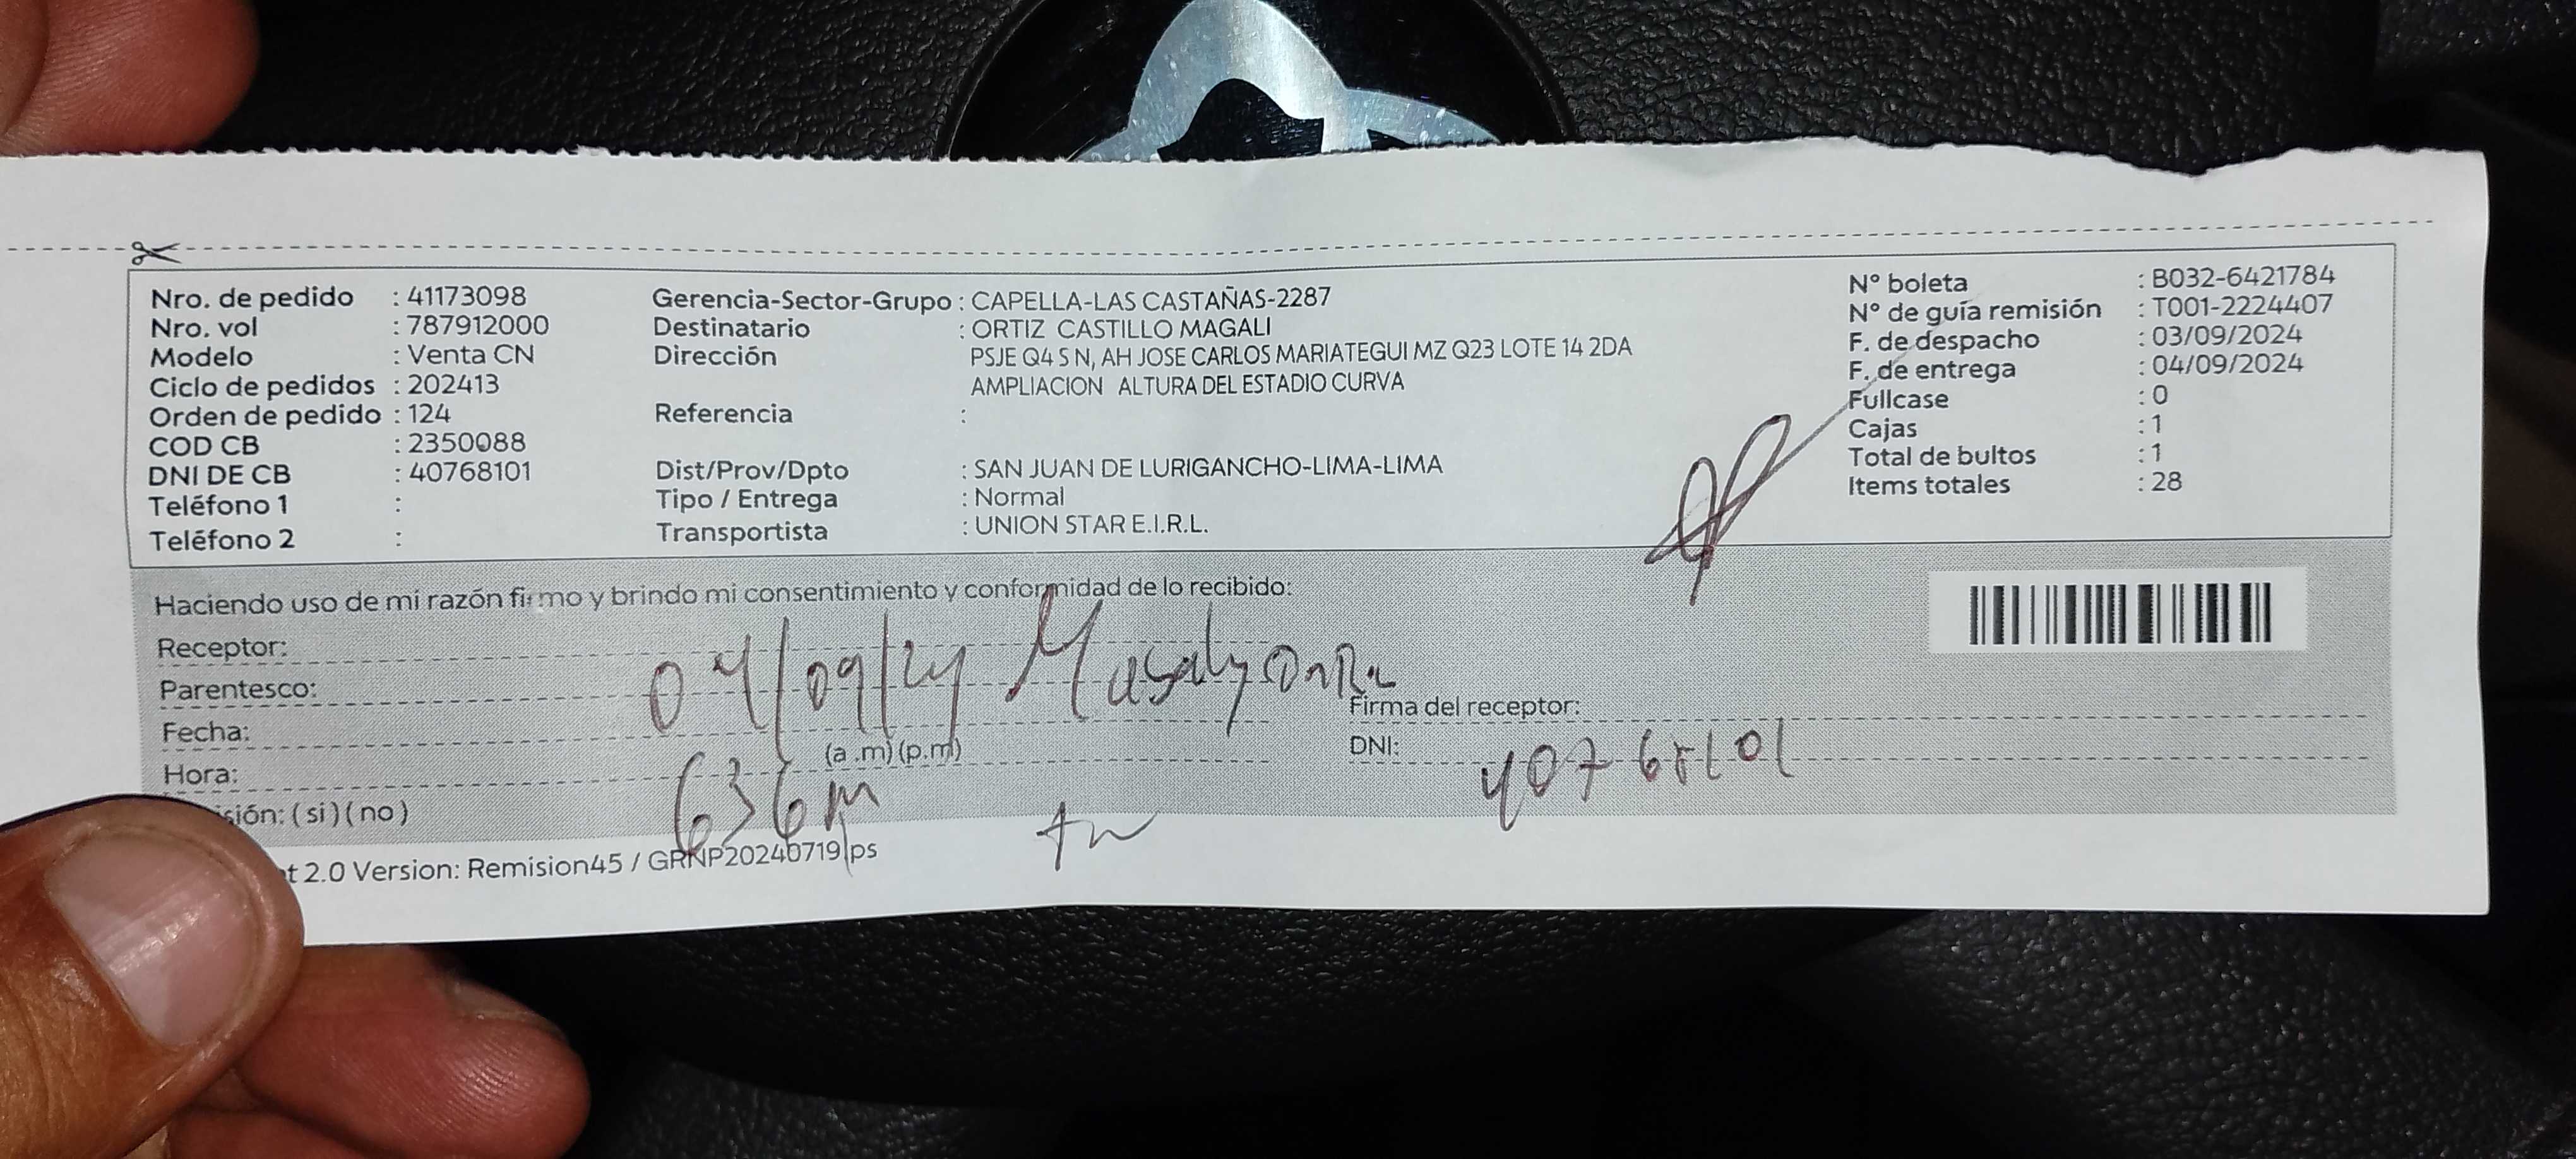 Nro. de pedido : 41173098
Nro. vol : 787912000
Modelo : Venta CN
Ciclo de pedidos : 202413
Orden de pedido : 124
COD CB : 2350088
DNI DE CB : 40768101
Teléfono 1 :
Teléfono 2 :
Gerencia-Sector-Grupo : CAPELLA-LAS CASTAÑAS-2287
Destinatario : ORTIZ CASTILLO MAGALI
Dirección PSJE Q4 S N, AH JOSE CARLOS MARIATEGUI MZ Q23 LOTE 14 2DA
AMPLIACION ALTURA DEL ESTADIO CURVA
Referencia :
Dist/Prov/Dpto : SAN JUAN DE LURIGANCHO-LIMA-LIMA
Tipo / Entrega : Normal
Transportista : UNION STAR E.I.R.L.
N° boleta : B032-6421784
N° de guía remisión : T001-2224407
F. de despacho : 03/09/2024
F. de entrega : 04/09/2024
Fullcase : 0
Cajas : 1
Total de bultos : 1
Items totales : 28
Haciendo uso de mi razón firmo y brindo mi consentimiento y conformidad de lo recibido:
Receptor:
Parentesco:
04/09/24
Fecha:
Hora: (a.m) (p.m)
636
sión: ( si ) ( no )
Firma del receptor:
DNI: 40768101
t 2.0 Version: Remision45 / GRNP20240719 ps